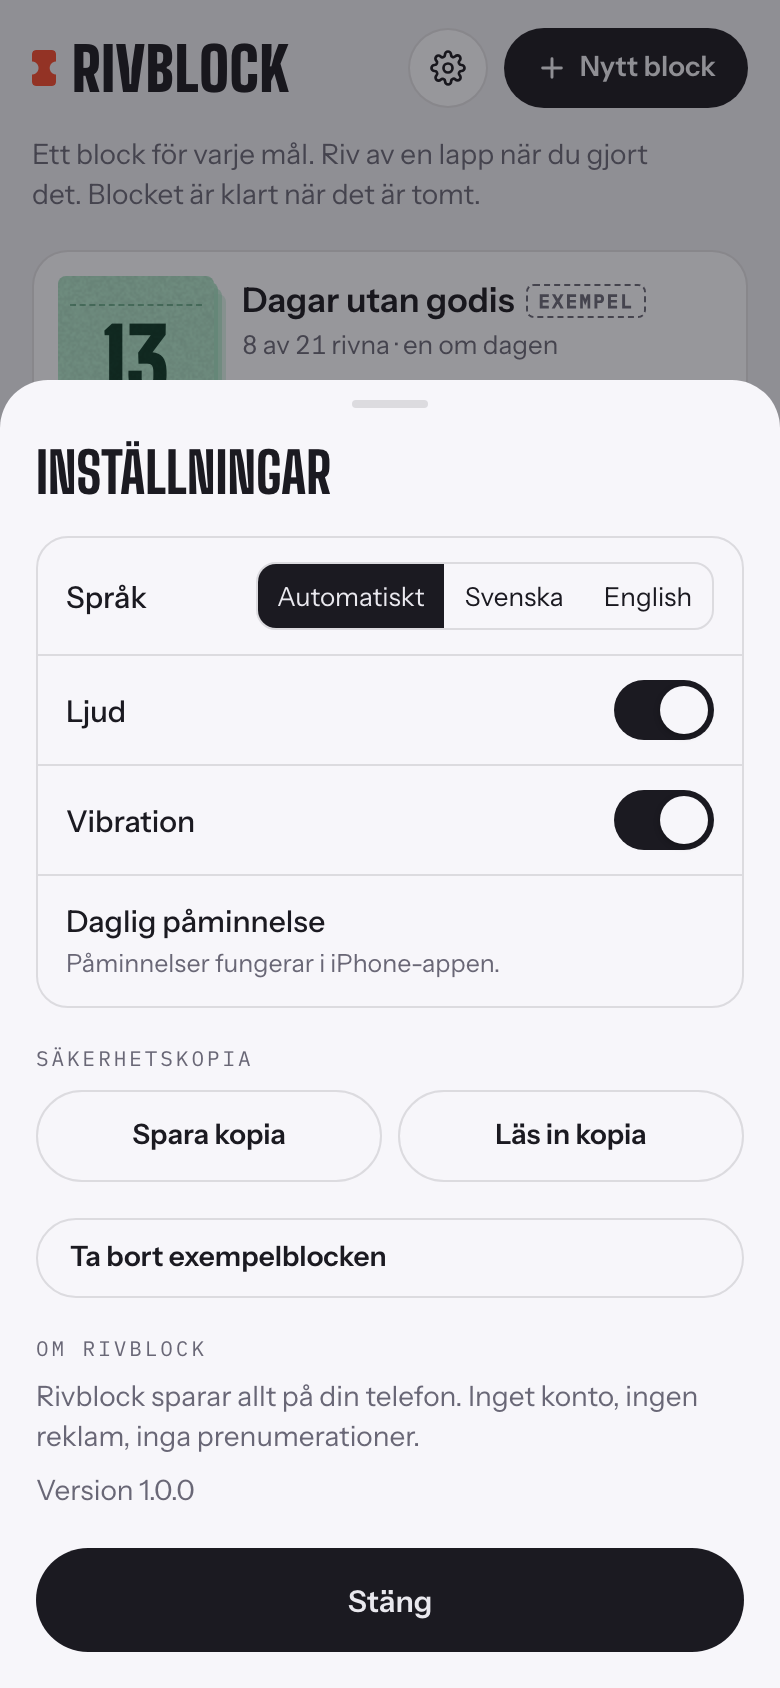 RIVBLOCK
Nytt block
Ett block för varje mål. Riv av en lapp när du gjort
det. Blocket är klart när det är tomt.
Dagar utan godis EXEMPEL
13
8 av 21 rivna · en om dagen
INSTÄLLNINGAR
Språk Automatiskt Svenska English
Ljud
Vibration
Daglig påminnelse
Påminnelser fungerar i iPhone-appen.
SÄKERHETSKOPIA
Spara kopia Läs in kopia
Ta bort exempelblocken
OM RIVBLOCK
Rivblock sparar allt på din telefon. Inget konto, ingen
reklam, inga prenumerationer.
Version 1.0.0
Stäng